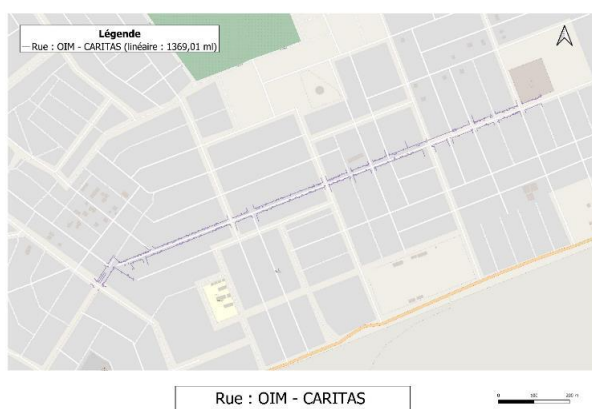 Légende
Rue : OIM - CARITAS (linéaire : 1369,01 ml)
Rue : OIM - CARITAS